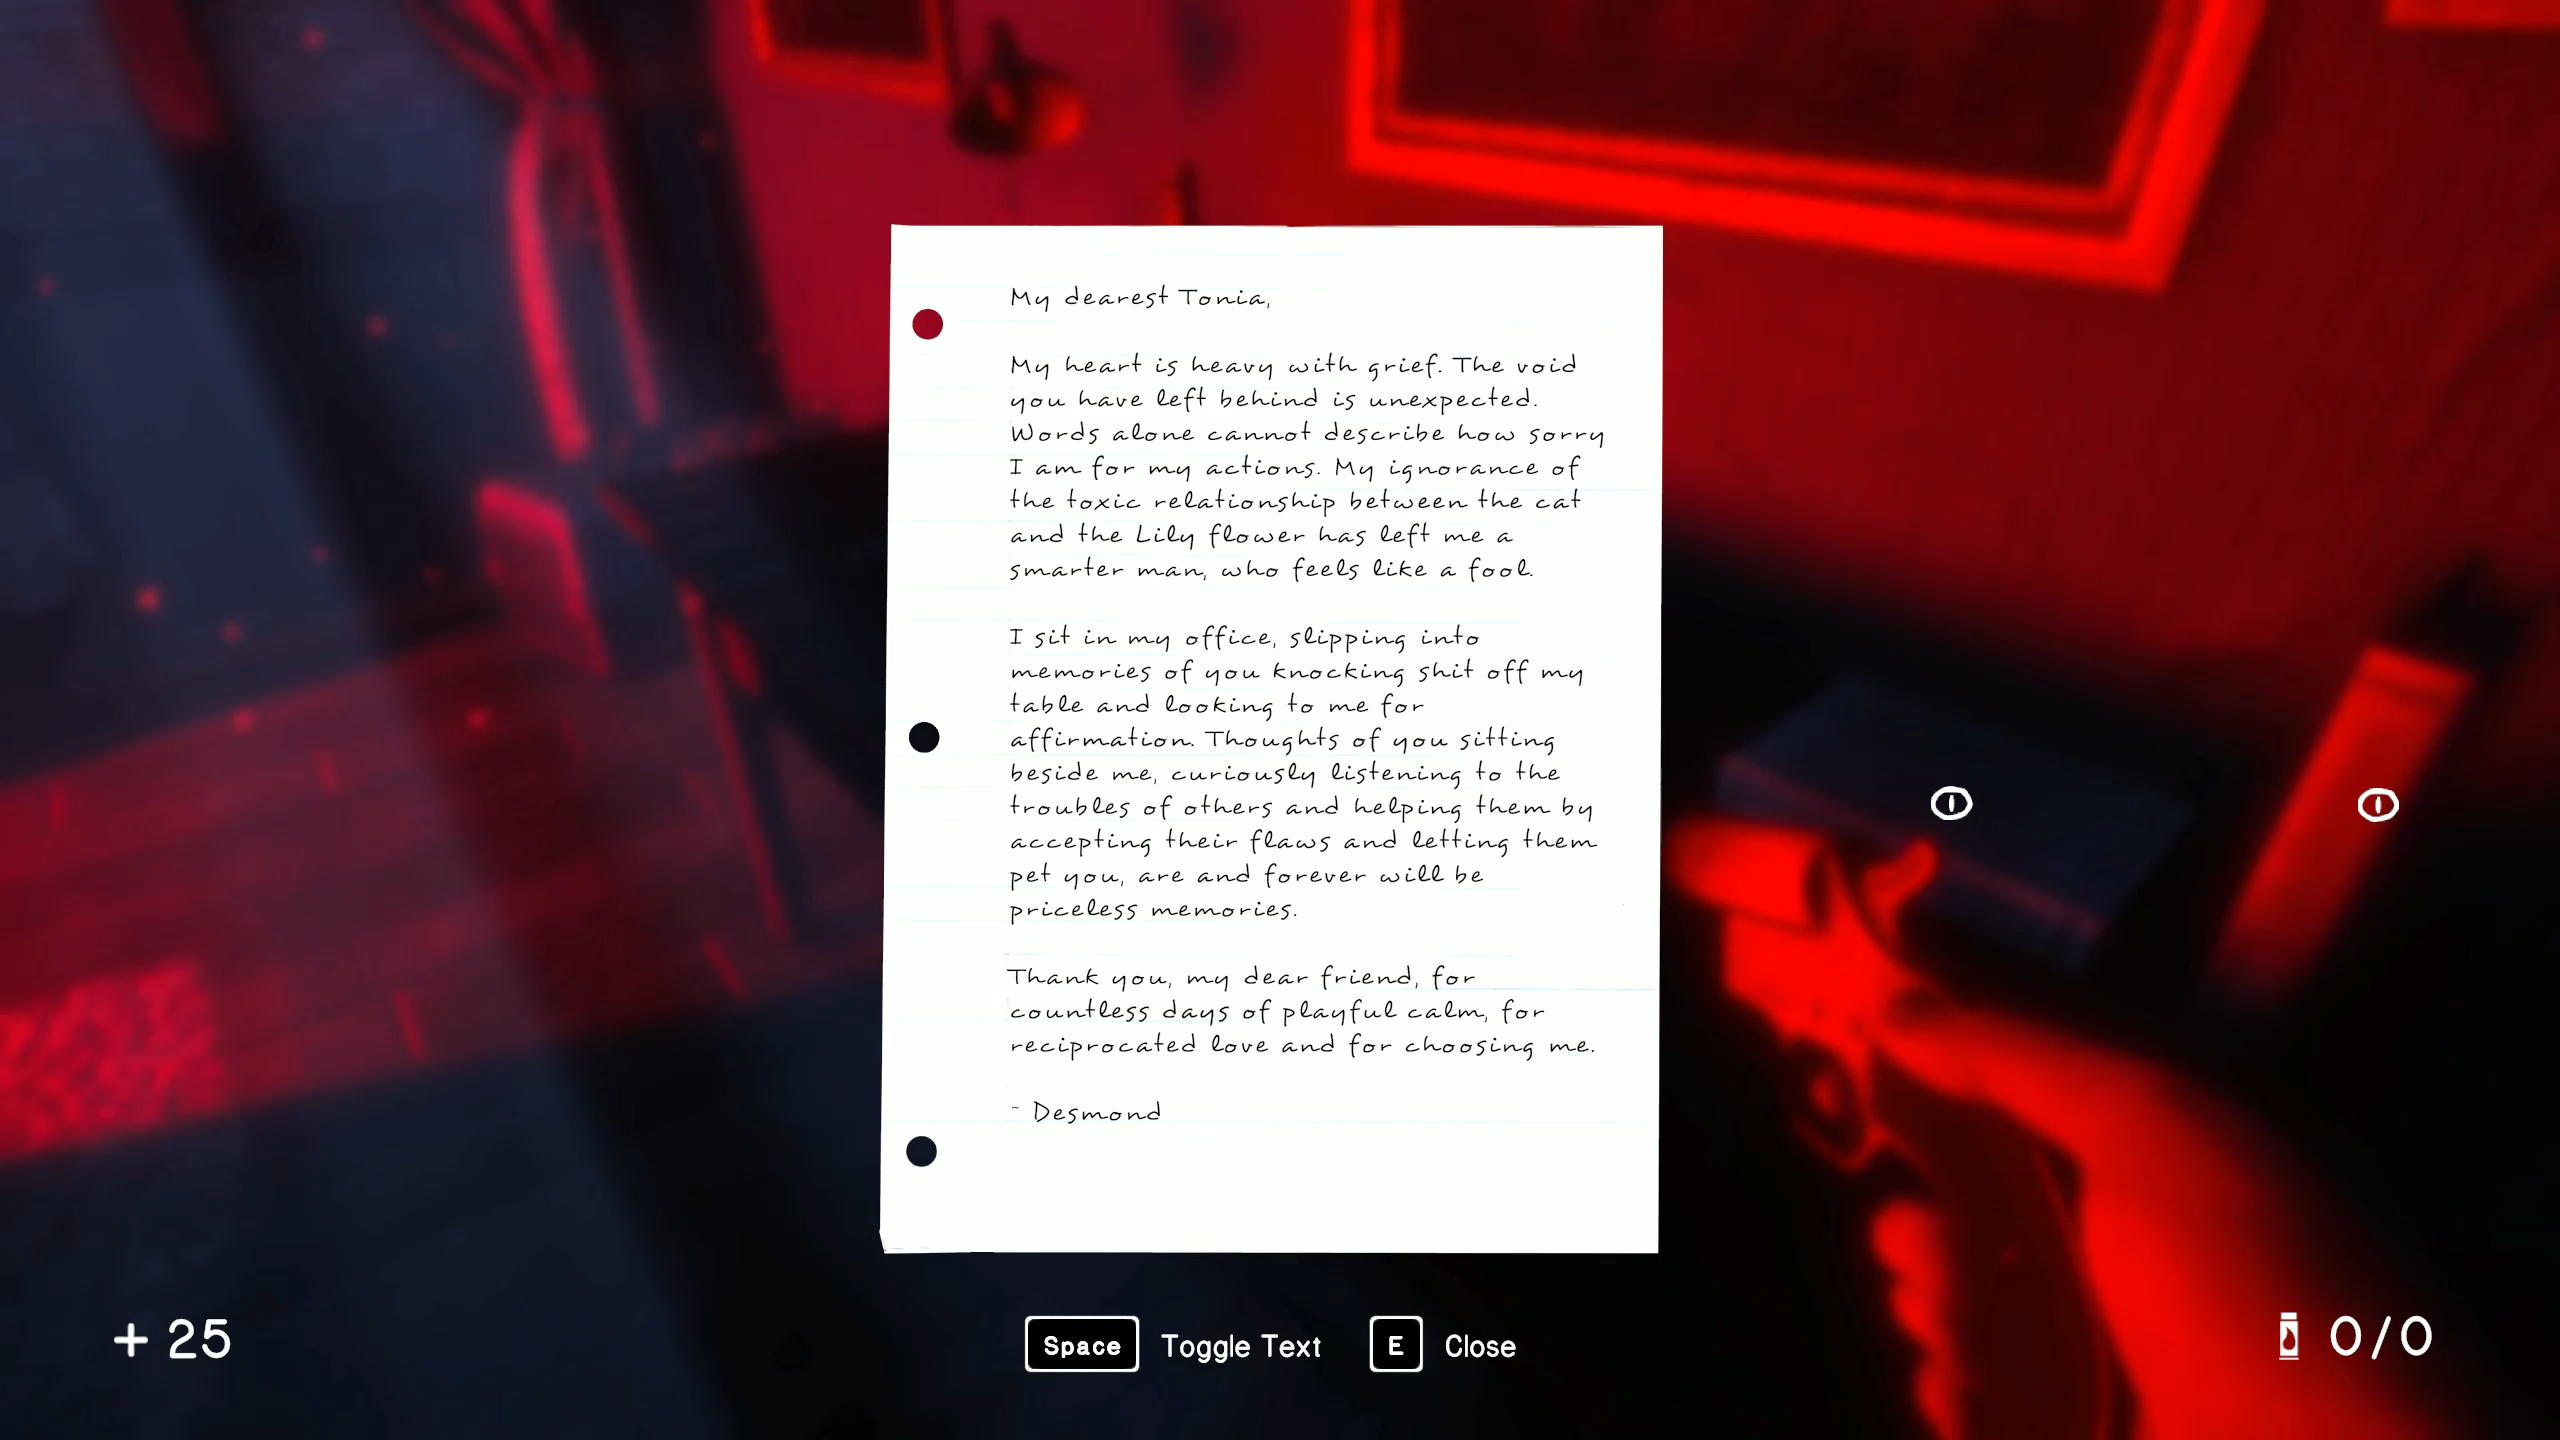 My dearest Tonia,
My heart is heavy with grief. The void
you have left behind is unexpected.
Words alone cannot describe how sorry
I am for my actions. My ignorance of
the toxic relationship between the cat
and the Lily flower has left me a
smarter man, who feels like a fool.
I sit in my office, slipping into
memories of you knocking shit off my
table and looking to me for
affirmation. Thoughts of you sitting
beside me, curiously listening to the
troubles of others and helping them by
accepting their flaws and letting them
pet you, are and forever will be
priceless memories.
Thank you, my dear friend, for
countless days of playful calm, for
reciprocated love and for choosing me.
~ Desmond
+ 25
Space Toggle Text E Close
0/0